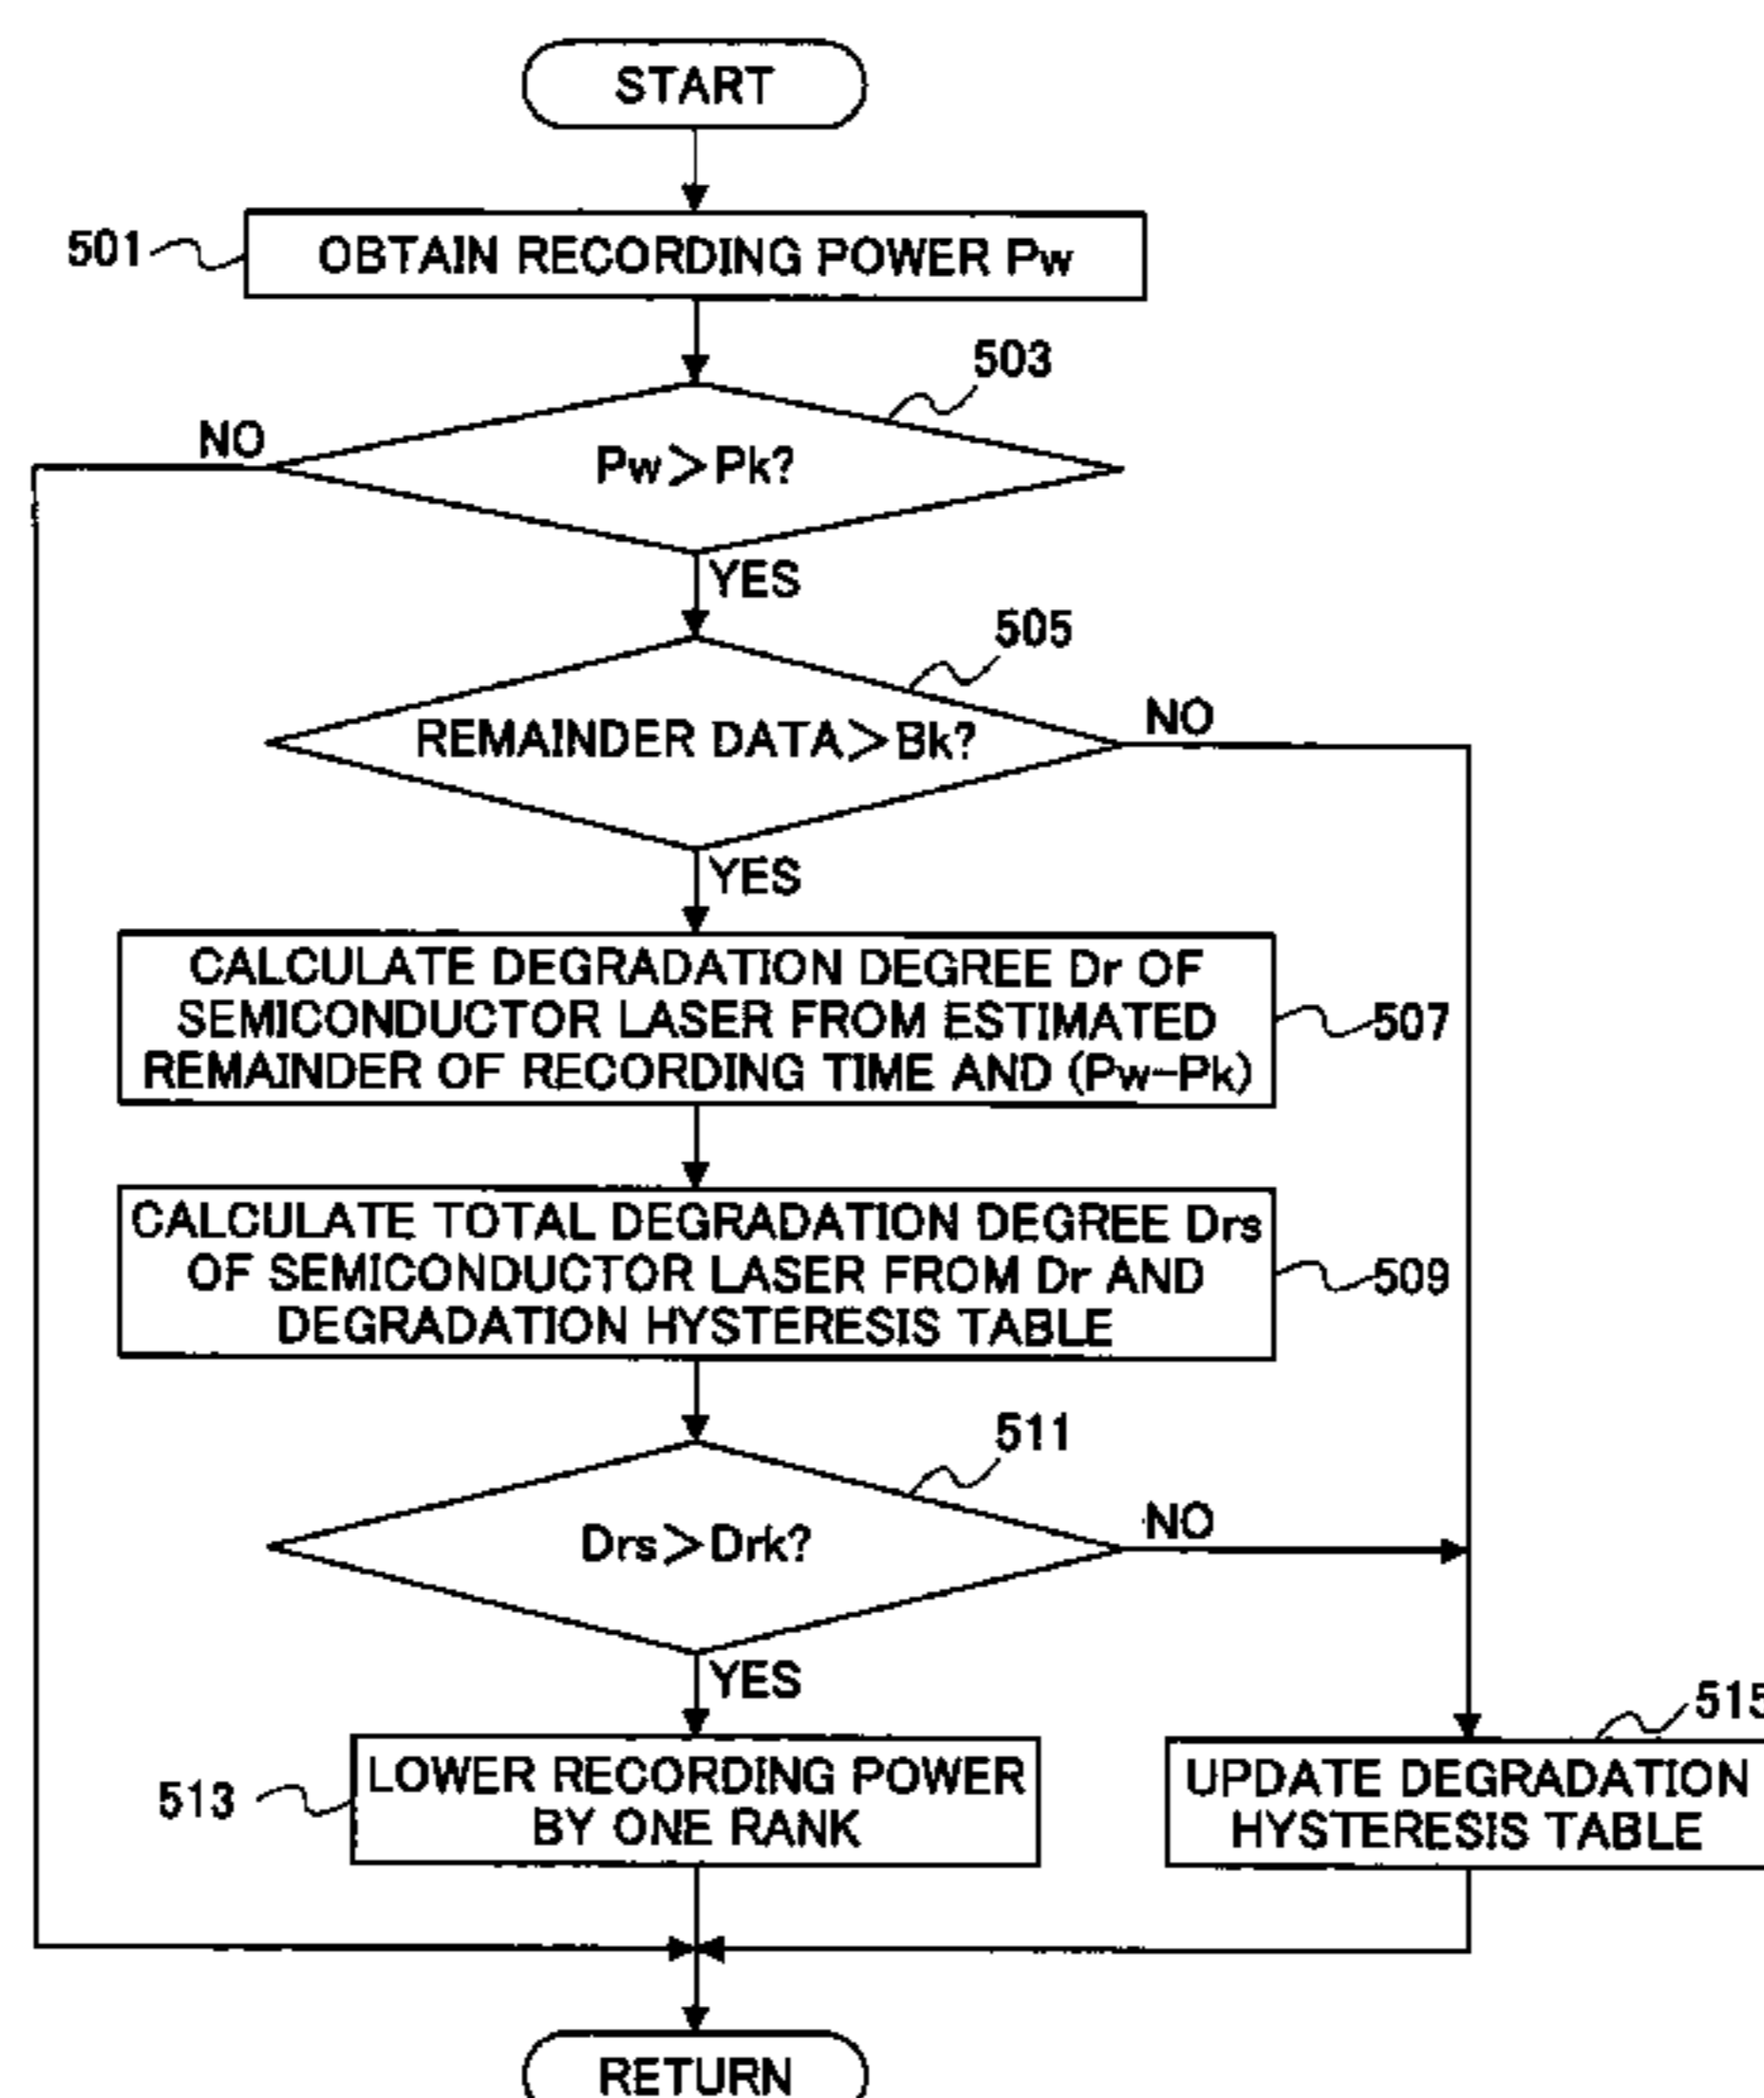 START
501
OBTAIN RECORDING POWER Pw
503
NO
Pw>Pk?
YES
505
REMAINDER DATA>Bk?
NO
YES
CALCULATE DEGRADATION DEGREE Dr OF
SEMICONDUCTOR LASER FROM ESTIMATED
REMAINDER OF RECORDING TIME AND (Pw-Pk)
507
CALCULATE TOTAL DEGRADATION DEGREE Drs
OF SEMICONDUCTOR LASER FROM Dr AND
DEGRADATION HYSTERESIS TABLE
509
511
Drs>Drk?
NO
YES
513
LOWER RECORDING POWER
BY ONE RANK
515
UPDATE DEGRADATION
HYSTERESIS TABLE
RETURN